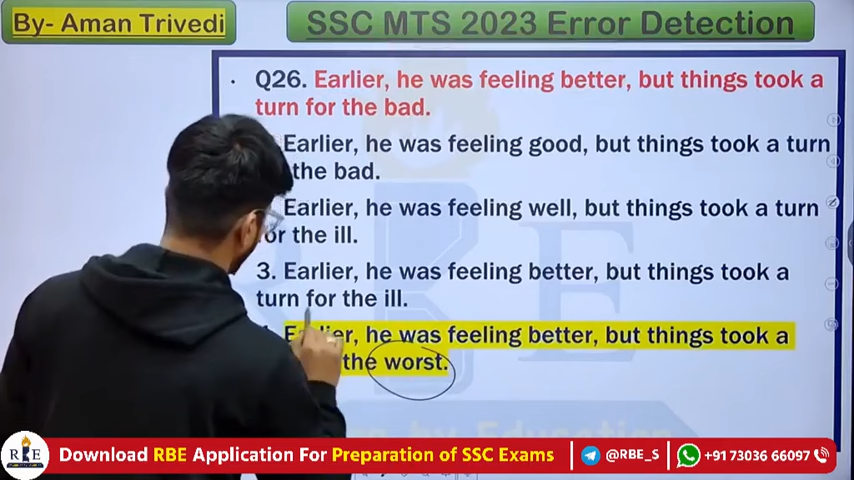 By- Aman Trivedi
SSC MTS 2023 Error Detection
Q26. Earlier, he was feeling better, but things took a
turn for the bad.
Earlier, he was feeling good, but things took a turn
the bad.
Earlier, he was feeling well, but things took a turn
for the ill.
3. Earlier, he was feeling better, but things took a
turn for the ill.
Earlier, he was feeling better, but things took a
the worst.
RBE
Download RBE Application For Preparation of SSC Exams
@RBE_S
+91 73036 66097